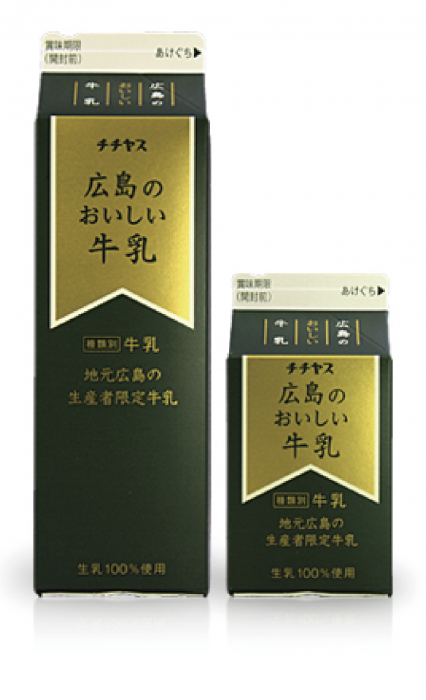 賞味期限
(開封前)
あけぐち▶
広島の
おいしい
牛乳
チチヤス
広島の
おいしい
牛乳
種類別 牛乳
地元広島の
生産者限定牛乳
生乳100%使用
賞味期限
(開封前)
あけぐち▶
広島の
おいしい
牛乳
チチヤス
広島の
おいしい
牛乳
種類別 牛乳
地元広島の
生産者限定牛乳
生乳100%使用